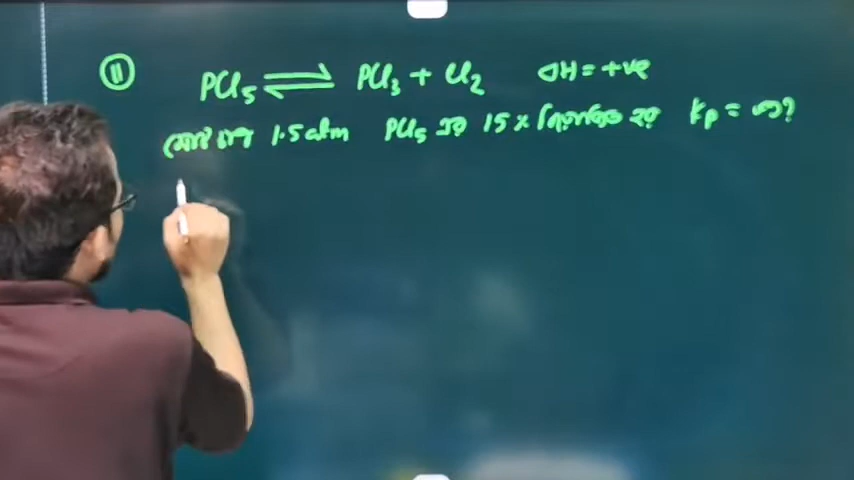 11 PCl₅ ⇌ PCl₃ + Cl₂ ΔH = +ve
মোট চাপ 1.5 atm PCl₅ এর 15% বিয়োজিত হয় Kp = কত?